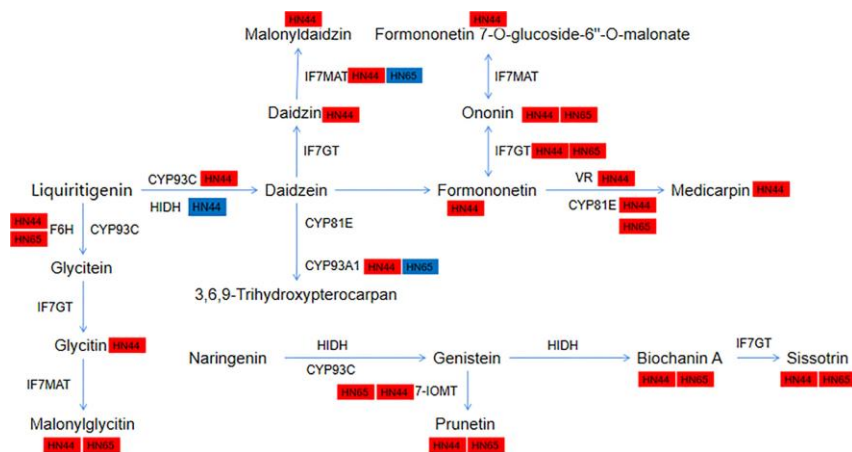 HN44 HN44
Malonyldaidzin Formononetin 7-O-glucoside-6"-O-malonate
IF7MAT HN44 HN65 IF7MAT
Daidzin HN44 Ononin HN44 HN65
IF7GT IF7GT HN44 HN65
CYP93C HN44 VR HN44
Liquiritigenin Daidzein Formononetin Medicarpin HN44
HIDH HN44 HN44 CYP81E HN44
HN44 F6H CYP93C CYP81E HN65
HN65
Glycitein CYP93A1 HN44 HN65
3,6,9-Trihydroxypterocarpan
IF7GT
Glycitin HN44 Naringenin HIDH Genistein HIDH Biochanin A IF7GT Sissotrin
CYP93C HN44 HN65 HN44 HN65
IF7MAT HN65 HN44 7-IOMT
Malonylglycitin Prunetin
HN44 HN65 HN44 HN65